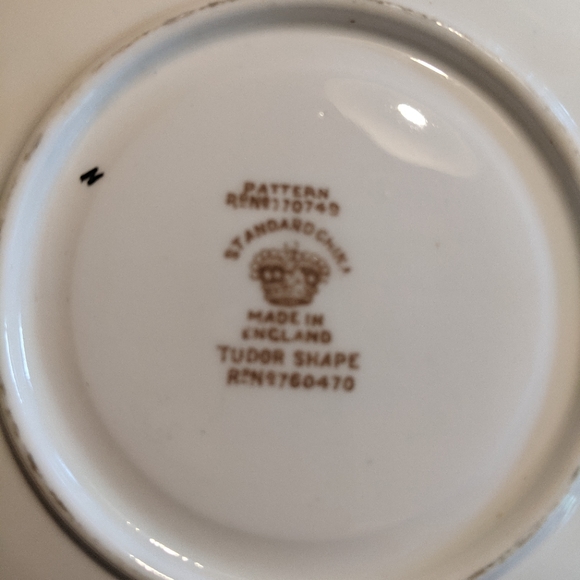 N
PATTERN
RᴰNº170749
STANDARD CHINA
MADE IN
ENGLAND
TUDOR SHAPE
RᴰNº760470